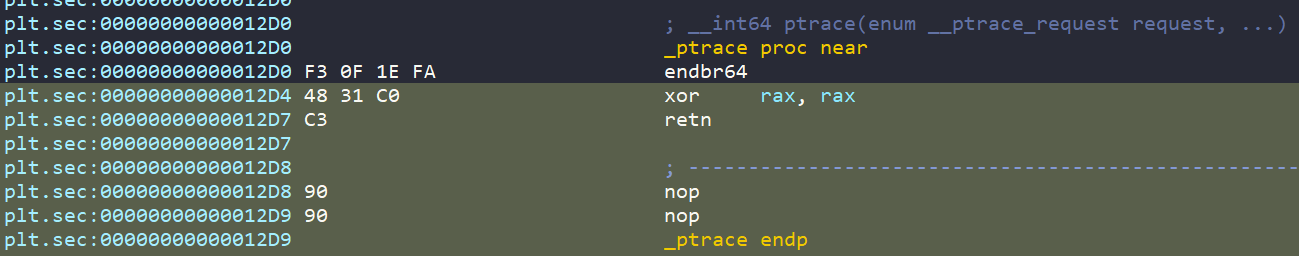 plt.sec:00000000000012D0
plt.sec:00000000000012D0 ; __int64 ptrace(enum __ptrace_request request, ...)
plt.sec:00000000000012D0 _ptrace proc near
plt.sec:00000000000012D0 F3 0F 1E FA endbr64
plt.sec:00000000000012D4 48 31 C0 xor rax, rax
plt.sec:00000000000012D7 C3 retn
plt.sec:00000000000012D7
plt.sec:00000000000012D8 ; ---------------------------------------------------
plt.sec:00000000000012D8 90 nop
plt.sec:00000000000012D9 90 nop
plt.sec:00000000000012D9 _ptrace endp